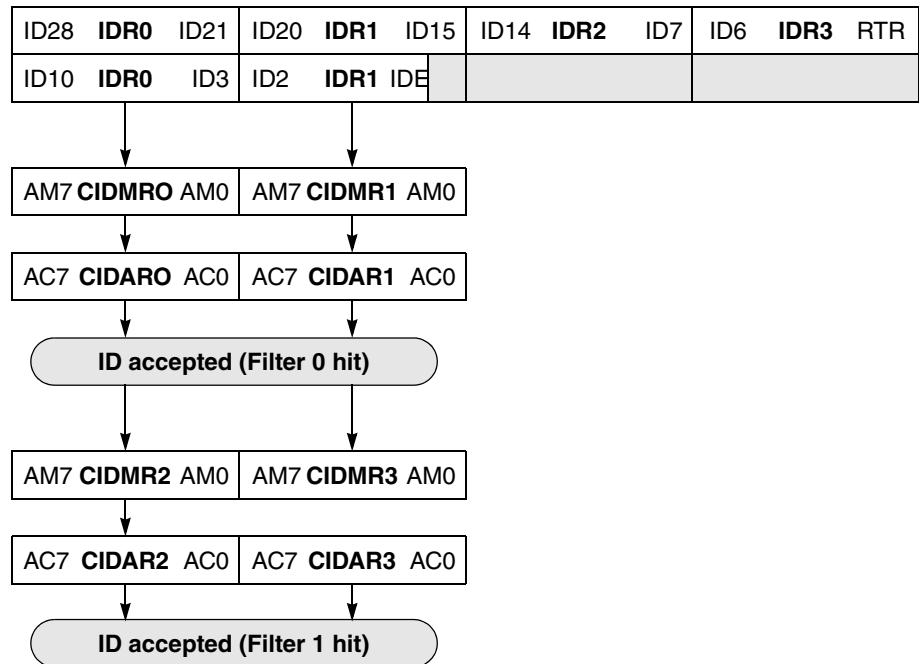 ID28 IDR0 ID21 ID20 IDR1 ID15 ID14 IDR2 ID7 ID6 IDR3 RTR
ID10 IDR0 ID3 ID2 IDR1 IDE
AM7 CIDMRO AM0 AM7 CIDMR1 AM0
AC7 CIDARO AC0 AC7 CIDAR1 AC0
ID accepted (Filter 0 hit)
AM7 CIDMR2 AM0 AM7 CIDMR3 AM0
AC7 CIDAR2 AC0 AC7 CIDAR3 AC0
ID accepted (Filter 1 hit)